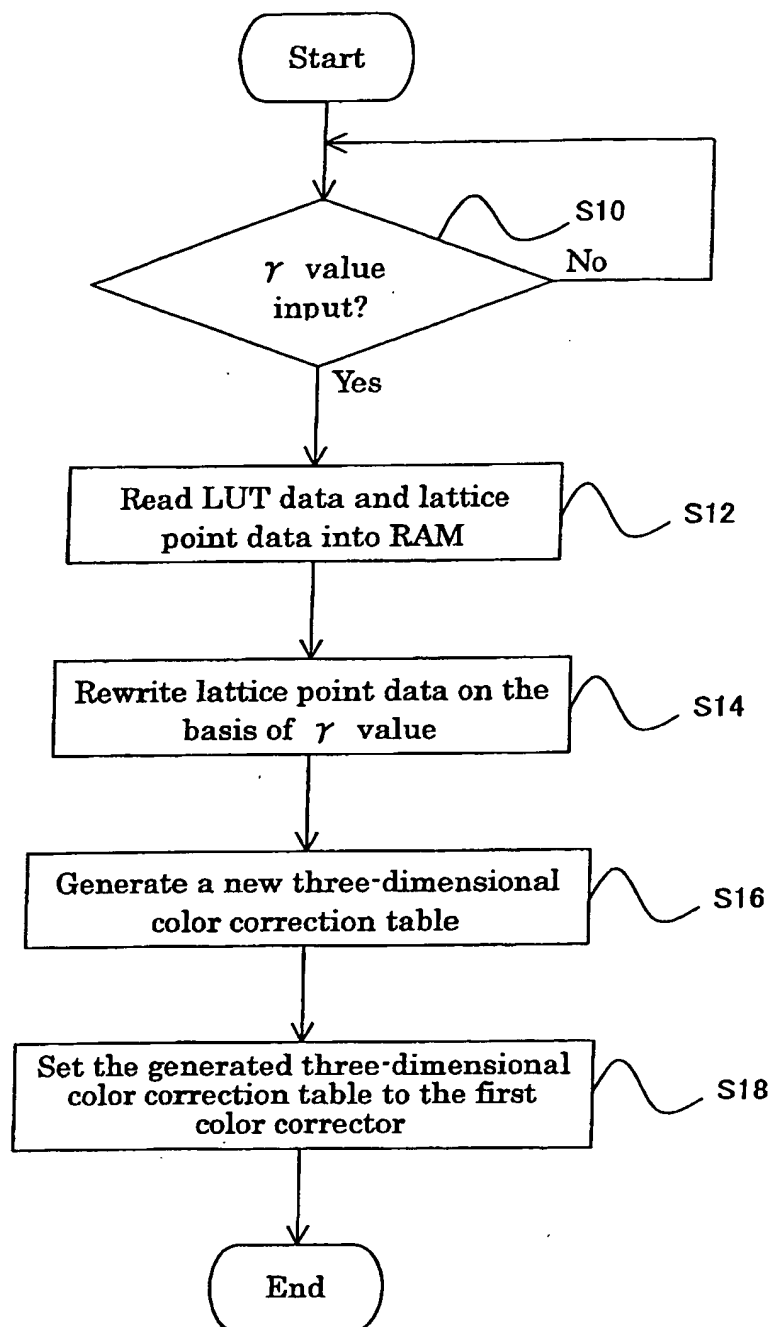 Start
S10
γ value
input?
No
Yes
Read LUT data and lattice
point data into RAM
S12
Rewrite lattice point data on the
basis of γ value
S14
Generate a new three-dimensional
color correction table
S16
Set the generated three-dimensional
color correction table to the first
color corrector
S18
End